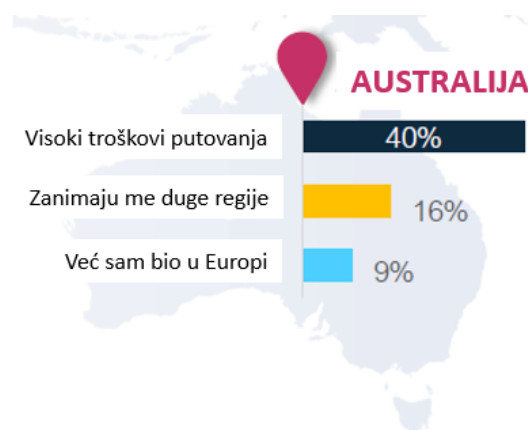 AUSTRALIJA
Visoki troškovi putovanja
40%
Zanimaju me duge regije
16%
Već sam bio u Europi
9%